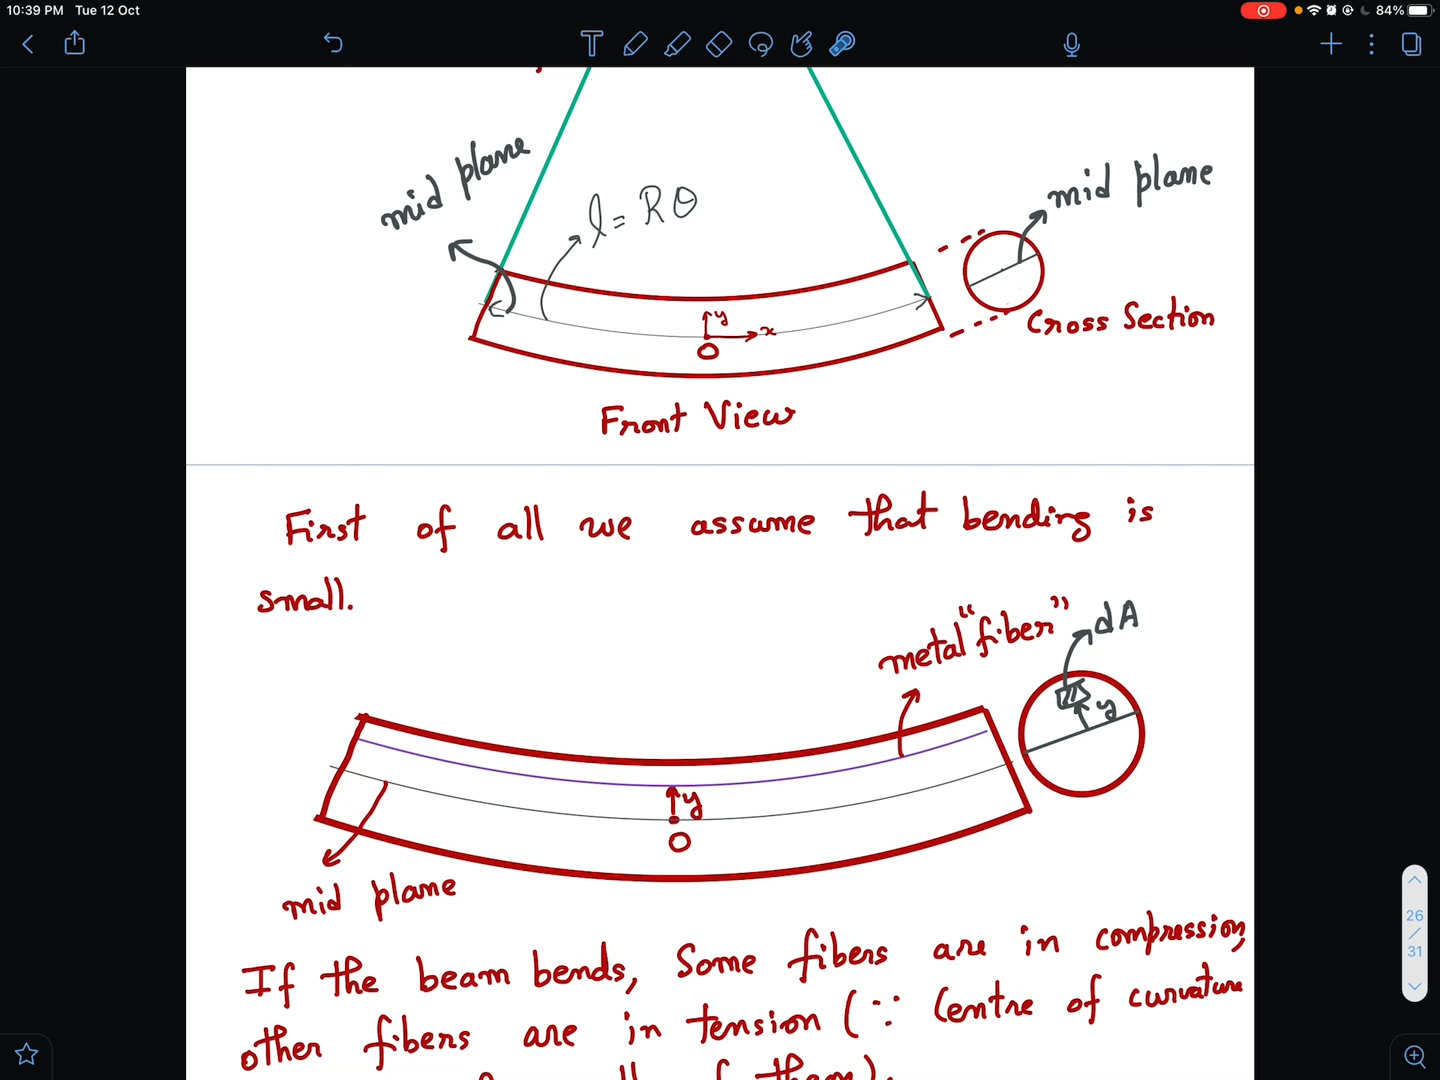 10:39 PM Tue 12 Oct
84%
mid plane
l = Rθ
mid plane
y
x
O
Cross Section
Front View
First of all we assume that bending is
small.
metal "fiber"
dA
y
y
O
mid plane
If the beam bends, Some fibers are in compression,
other fibers are in tension (∵ Centre of curvature
them).
26
/
31